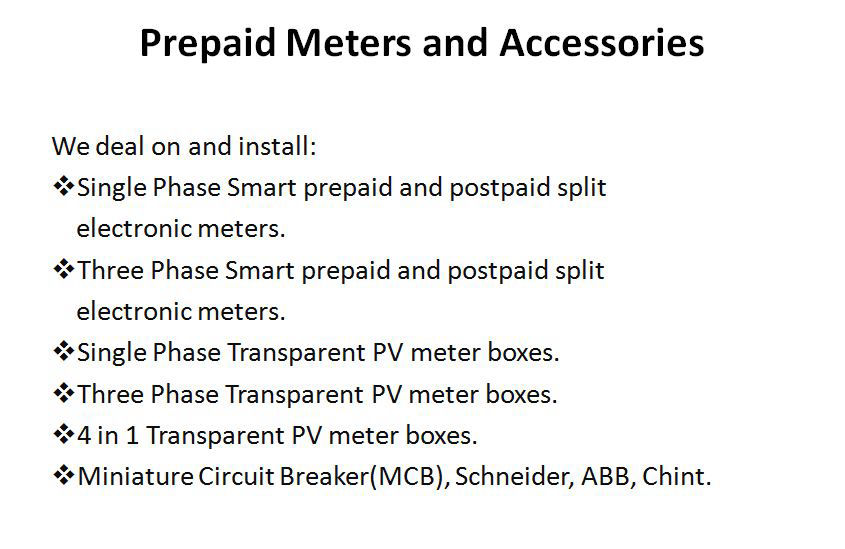 Prepaid Meters and Accessories
We deal on and install:
❖Single Phase Smart prepaid and postpaid split
electronic meters.
❖Three Phase Smart prepaid and postpaid split
electronic meters.
❖Single Phase Transparent PV meter boxes.
❖Three Phase Transparent PV meter boxes.
❖4 in 1 Transparent PV meter boxes.
❖Miniature Circuit Breaker(MCB), Schneider, ABB, Chint.